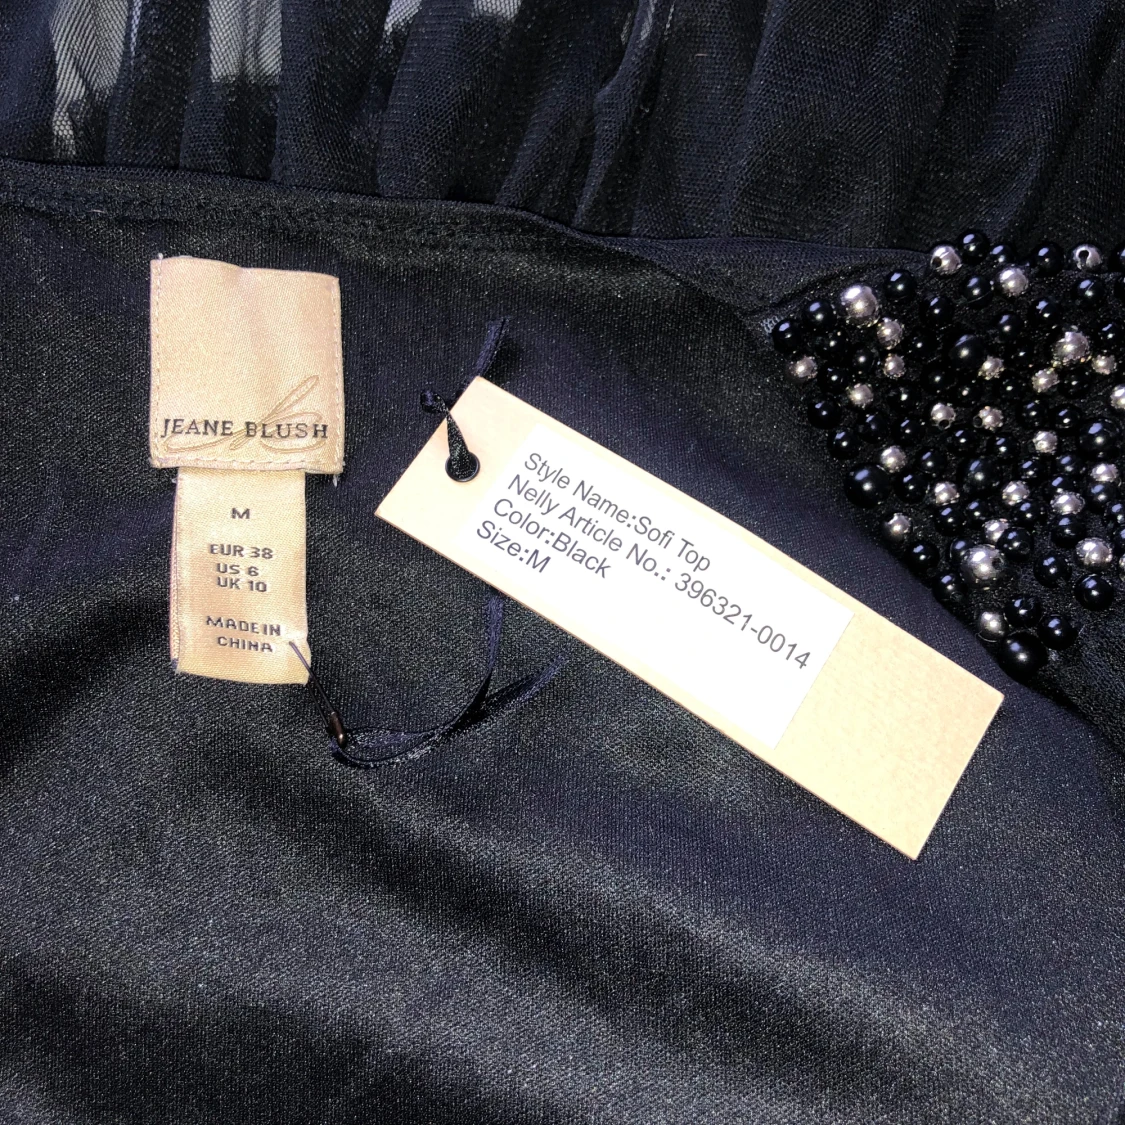 JEANE BLUSH
M
EUR 38
US 6
UK 10
MADE IN
CHINA
Style Name:Sofi Top
Nelly Article No.: 396321-0014
Color:Black
Size:M